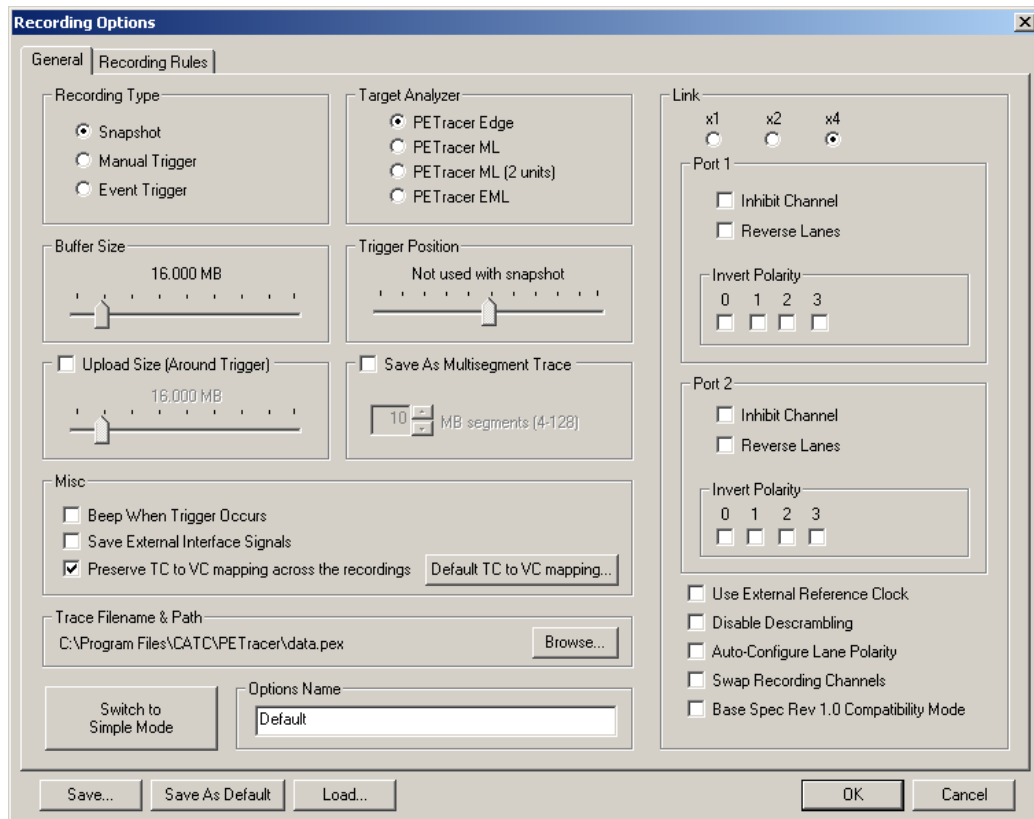 Recording Options
General
Recording Rules
Recording Type
Snapshot
Manual Trigger
Event Trigger
Target Analyzer
PETracer Edge
PETracer ML
PETracer ML (2 units)
PETracer EML
Buffer Size
16.000 MB
Trigger Position
Not used with snapshot
Upload Size (Around Trigger)
16.000 MB
Save As Multisegment Trace
10 MB segments (4-128)
Misc
Beep When Trigger Occurs
Save External Interface Signals
Preserve TC to VC mapping across the recordings
Default TC to VC mapping...
Trace Filename & Path
C:\Program Files\CATC\PETracer\data.pex
Browse...
Switch to
Simple Mode
Options Name
Default
Link
x1 x2 x4
Port 1
Inhibit Channel
Reverse Lanes
Invert Polarity
0 1 2 3
Port 2
Inhibit Channel
Reverse Lanes
Invert Polarity
0 1 2 3
Use External Reference Clock
Disable Descrambling
Auto-Configure Lane Polarity
Swap Recording Channels
Base Spec Rev 1.0 Compatibility Mode
Save...
Save As Default
Load...
OK
Cancel